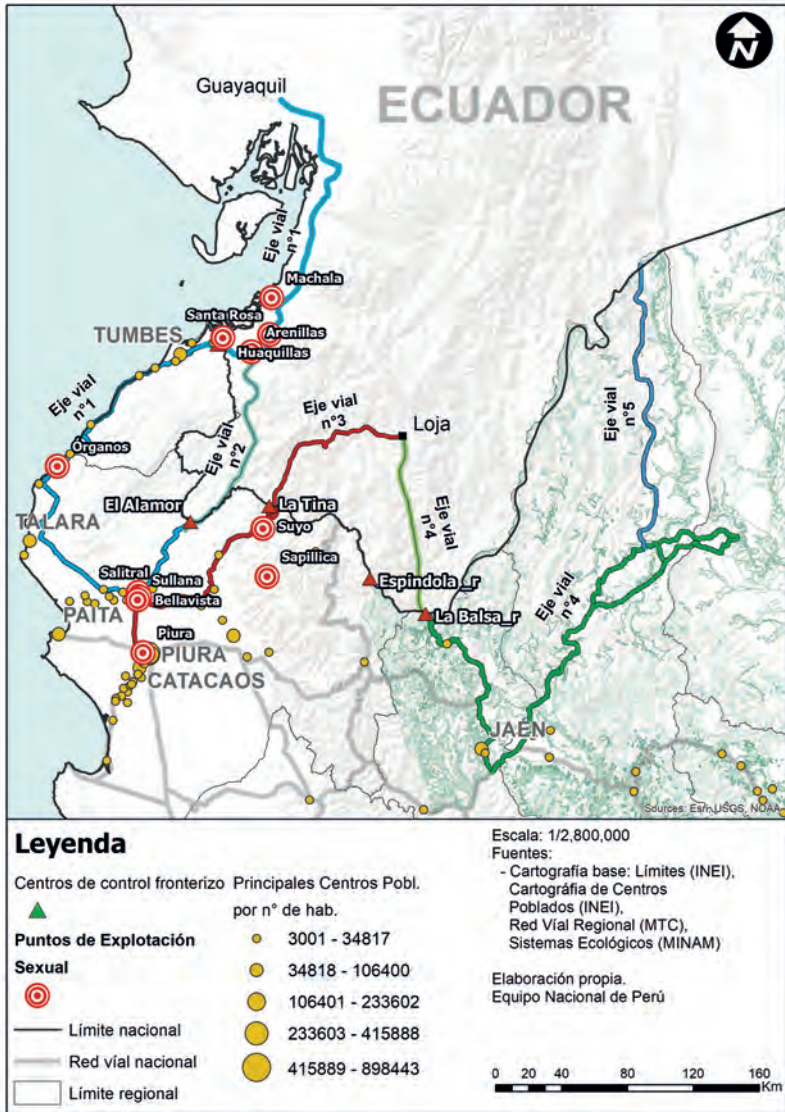 N
Guayaquil
ECUADOR
Eje vial
n°1
Machala
Santa Rosa
TUMBES
Arenillas
Huaquillas
Eje vial
n°1
Eje vial
n°2
Eje vial
n°3
Eje vial
n°5
Órganos
Loja
El Alamor
La Tina
Eje vial
n°4
TALARA
Suyo
Salitral
Sullana
Sapillica
Bellavista
Espindola_r
Eje vial
n°4
PAITA
La Balsa_r
Piura
PIURA
CATACAOS
JAÉN
Sources: Esri, USGS, NOAA
Leyenda
Centros de control fronterizo
Puntos de Explotación
Sexual
Límite nacional
Red víal nacional
Límite regional
Principales Centros Pobl.
por n° de hab.
3001 - 34817
34818 - 106400
106401 - 233602
233603 - 415888
415889 - 898443
Escala: 1/2,800,000
Fuentes:
- Cartografía base: Límites (INEI),
Cartográfia de Centros
Poblados (INEI),
Red Víal Regional (MTC),
Sistemas Ecológicos (MINAM)
Elaboración propia.
Equipo Nacional de Perú
0 20 40 80 120 160
Km